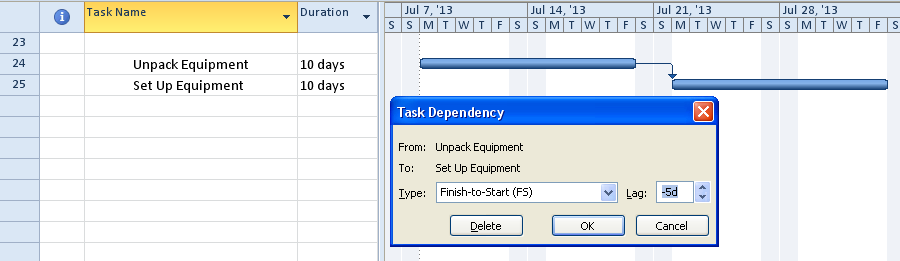 Task Name Duration Jul 7, '13 Jul 14, '13 Jul 21, '13 Jul 28, '13
S S M T W T F S S M T W T F S S M T W T F S S M T W T F S
23
24 Unpack Equipment 10 days
25 Set Up Equipment 10 days
Task Dependency
From: Unpack Equipment
To: Set Up Equipment
Type: Finish-to-Start (FS) Lag: -5d
Delete OK Cancel